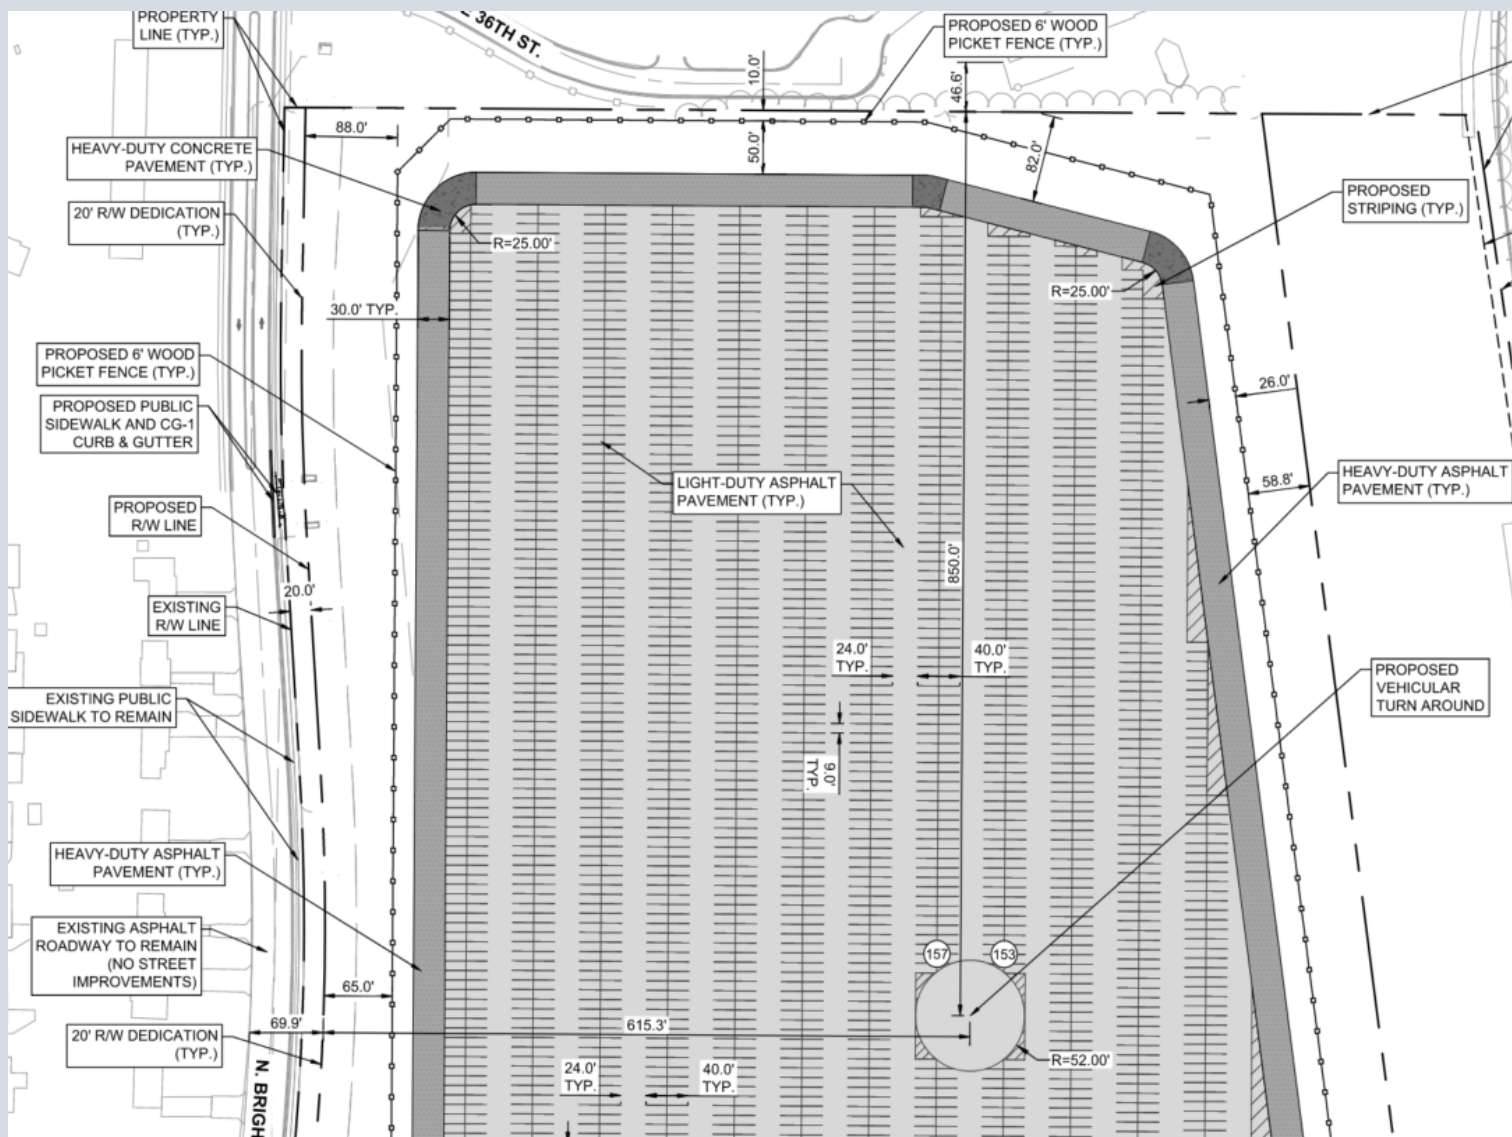 PROPERTY
LINE (TYP.)
36TH ST.
PROPOSED 6' WOOD
PICKET FENCE (TYP.)
10.0'
46.6'
88.0'
50.0'
82.0'
HEAVY-DUTY CONCRETE
PAVEMENT (TYP.)
PROPOSED
STRIPING (TYP.)
20' R/W DEDICATION
(TYP.)
R=25.00'
R=25.00'
30.0' TYP.
PROPOSED 6' WOOD
PICKET FENCE (TYP.)
26.0'
PROPOSED PUBLIC
SIDEWALK AND CG-1
CURB & GUTTER
LIGHT-DUTY ASPHALT
PAVEMENT (TYP.)
58.8'
HEAVY-DUTY ASPHALT
PAVEMENT (TYP.)
PROPOSED
R/W LINE
850.0'
20.0'
EXISTING
R/W LINE
24.0'
TYP.
40.0'
TYP.
PROPOSED
VEHICULAR
TURN AROUND
EXISTING PUBLIC
SIDEWALK TO REMAIN
9.0'
TYP.
HEAVY-DUTY ASPHALT
PAVEMENT (TYP.)
EXISTING ASPHALT
ROADWAY TO REMAIN
(NO STREET
IMPROVEMENTS)
157
153
65.0'
69.9'
615.3'
20' R/W DEDICATION
(TYP.)
R=52.00'
24.0'
TYP.
40.0'
TYP.
N. BRIGH